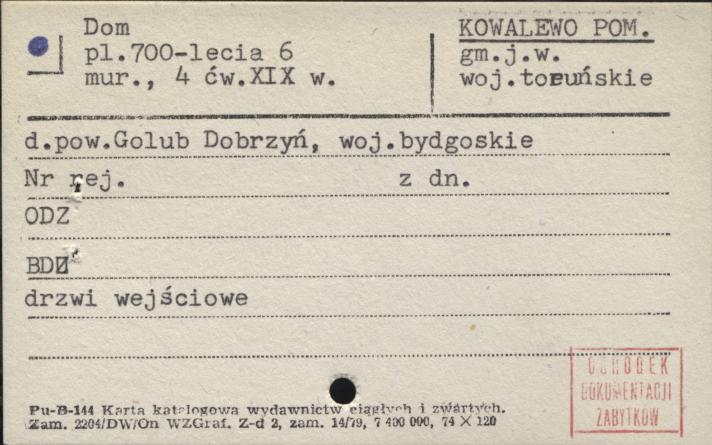 Dom
pl.700-lecia 6
mur., 4 ćw.XIX w.
KOWALEWO POM.
gm.j.w.
woj.toruńskie
d.pow.Golub Dobrzyń, woj.bydgoskie
Nr rej. z dn.
ODZ
BDZ
drzwi wejściowe
Pu-B-144 Karta katalogowa wydawnictw ciągłych i zwartych.
Zam. 2204/DW/On WZGraf. Z-d 2, zam. 14/79, 7 400 000, 74 X 120
OŚRODEK
DOKUMENTACJI
ZABYTKÓW